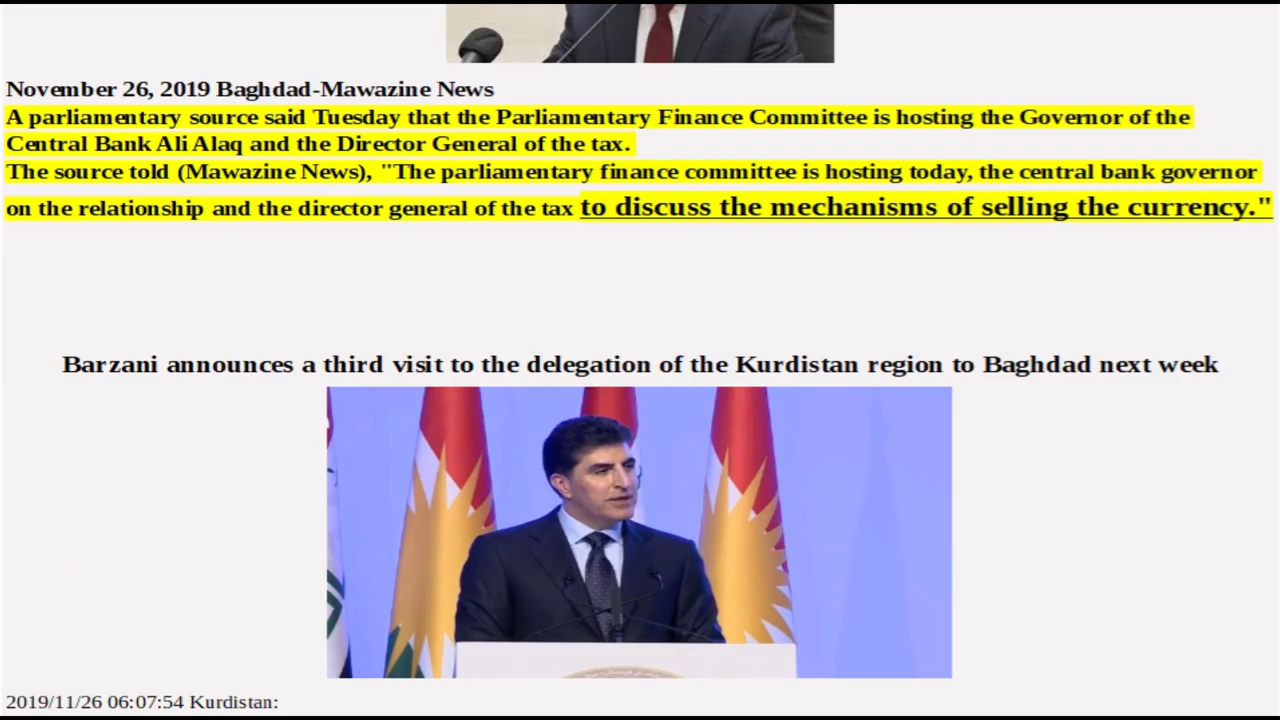 November 26, 2019 Baghdad-Mawazine News
A parliamentary source said Tuesday that the Parliamentary Finance Committee is hosting the Governor of the
Central Bank Ali Alaq and the Director General of the tax.
The source told (Mawazine News), "The parliamentary finance committee is hosting today, the central bank governor
on the relationship and the director general of the tax to discuss the mechanisms of selling the currency."
Barzani announces a third visit to the delegation of the Kurdistan region to Baghdad next week
2019/11/26 06:07:54 Kurdistan: